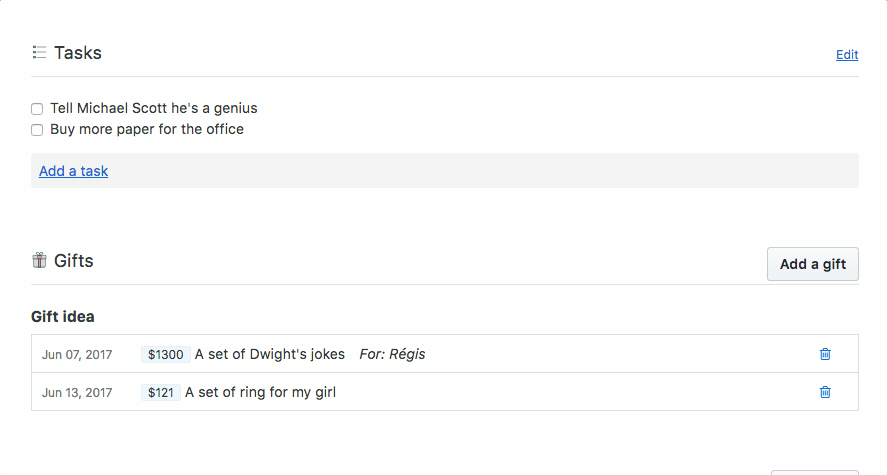 Tasks
Edit
Tell Michael Scott he's a genius
Buy more paper for the office
Add a task
Gifts
Add a gift
Gift idea
Jun 07, 2017 $1300 A set of Dwight's jokes For: Régis
Jun 13, 2017 $121 A set of ring for my girl